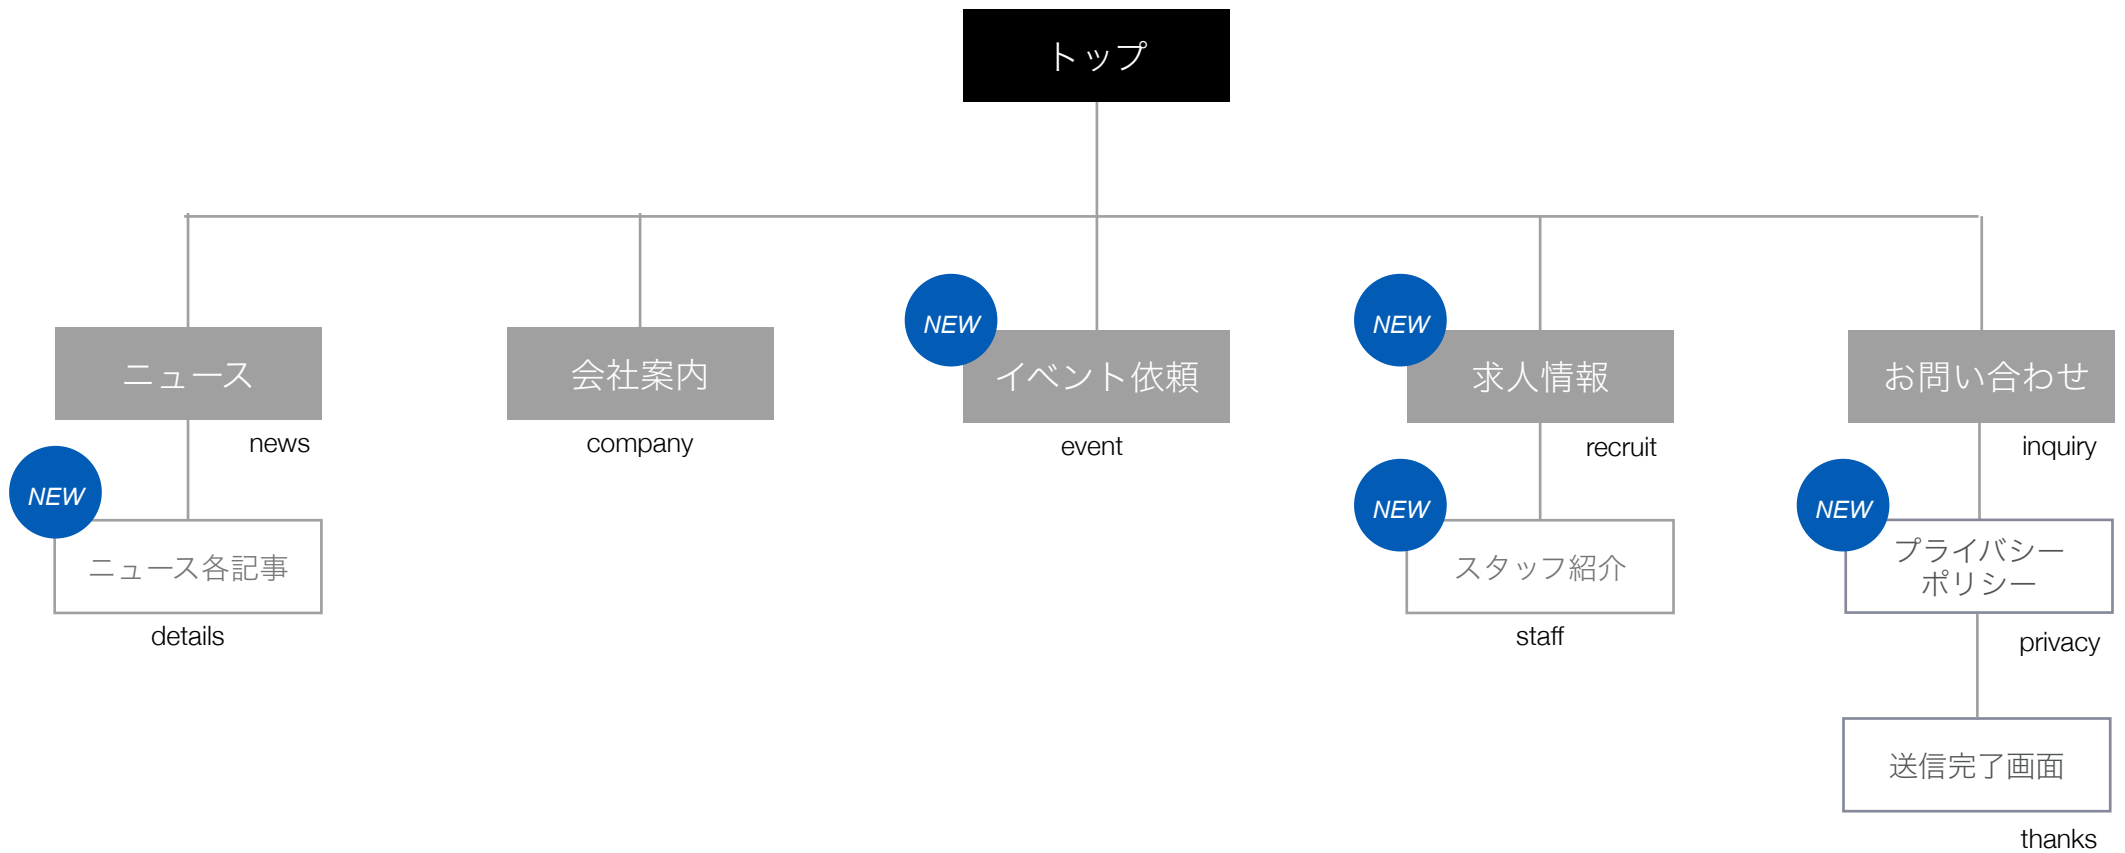 トップ
NEW
NEW
ニュース
会社案内
イベント依頼
求人情報
お問い合わせ
news
company
event
recruit
inquiry
NEW
NEW
NEW
ニュース各記事
スタッフ紹介
プライバシー
ポリシー
details
staff
privacy
送信完了画面
thanks